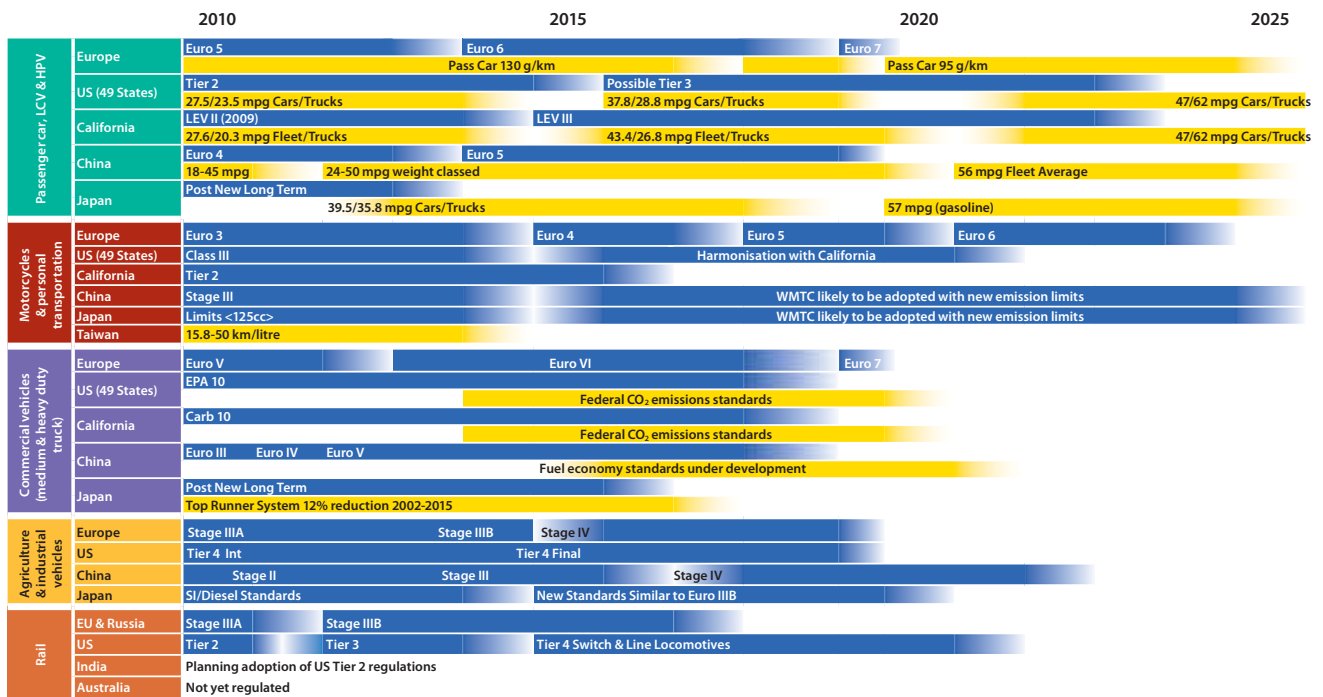 2010 2015 2020 2025
Passenger car, LCV & HPV
Europe
Euro 5 Euro 6 Euro 7
Pass Car 130 g/km Pass Car 95 g/km
US (49 States)
Tier 2 Possible Tier 3
27.5/23.5 mpg Cars/Trucks 37.8/28.8 mpg Cars/Trucks 47/62 mpg Cars/Trucks
California
LEV II (2009) LEV III
27.6/20.3 mpg Fleet/Trucks 43.4/26.8 mpg Fleet/Trucks 47/62 mpg Cars/Trucks
China
Euro 4 Euro 5
18-45 mpg 24-50 mpg weight classed 56 mpg Fleet Average
Japan
Post New Long Term
39.5/35.8 mpg Cars/Trucks 57 mpg (gasoline)
Motorcycles
& personal
transportation
Europe Euro 3 Euro 4 Euro 5 Euro 6
US (49 States) Class III Harmonisation with California
California Tier 2
China Stage III WMTC likely to be adopted with new emission limits
Japan Limits <125cc> WMTC likely to be adopted with new emission limits
Taiwan 15.8-50 km/litre
Commercial vehicles
(medium & heavy duty
truck)
Europe Euro V Euro VI Euro 7
US (49 States)
EPA 10
Federal CO₂ emissions standards
California
Carb 10
Federal CO₂ emissions standards
China
Euro III Euro IV Euro V
Fuel economy standards under development
Japan
Post New Long Term
Top Runner System 12% reduction 2002-2015
Agriculture
& industrial
vehicles
Europe Stage IIIA Stage IIIB Stage IV
US Tier 4 Int Tier 4 Final
China Stage II Stage III Stage IV
Japan SI/Diesel Standards New Standards Similar to Euro IIIB
Rail
EU & Russia Stage IIIA Stage IIIB
US Tier 2 Tier 3 Tier 4 Switch & Line Locomotives
India Planning adoption of US Tier 2 regulations
Australia Not yet regulated